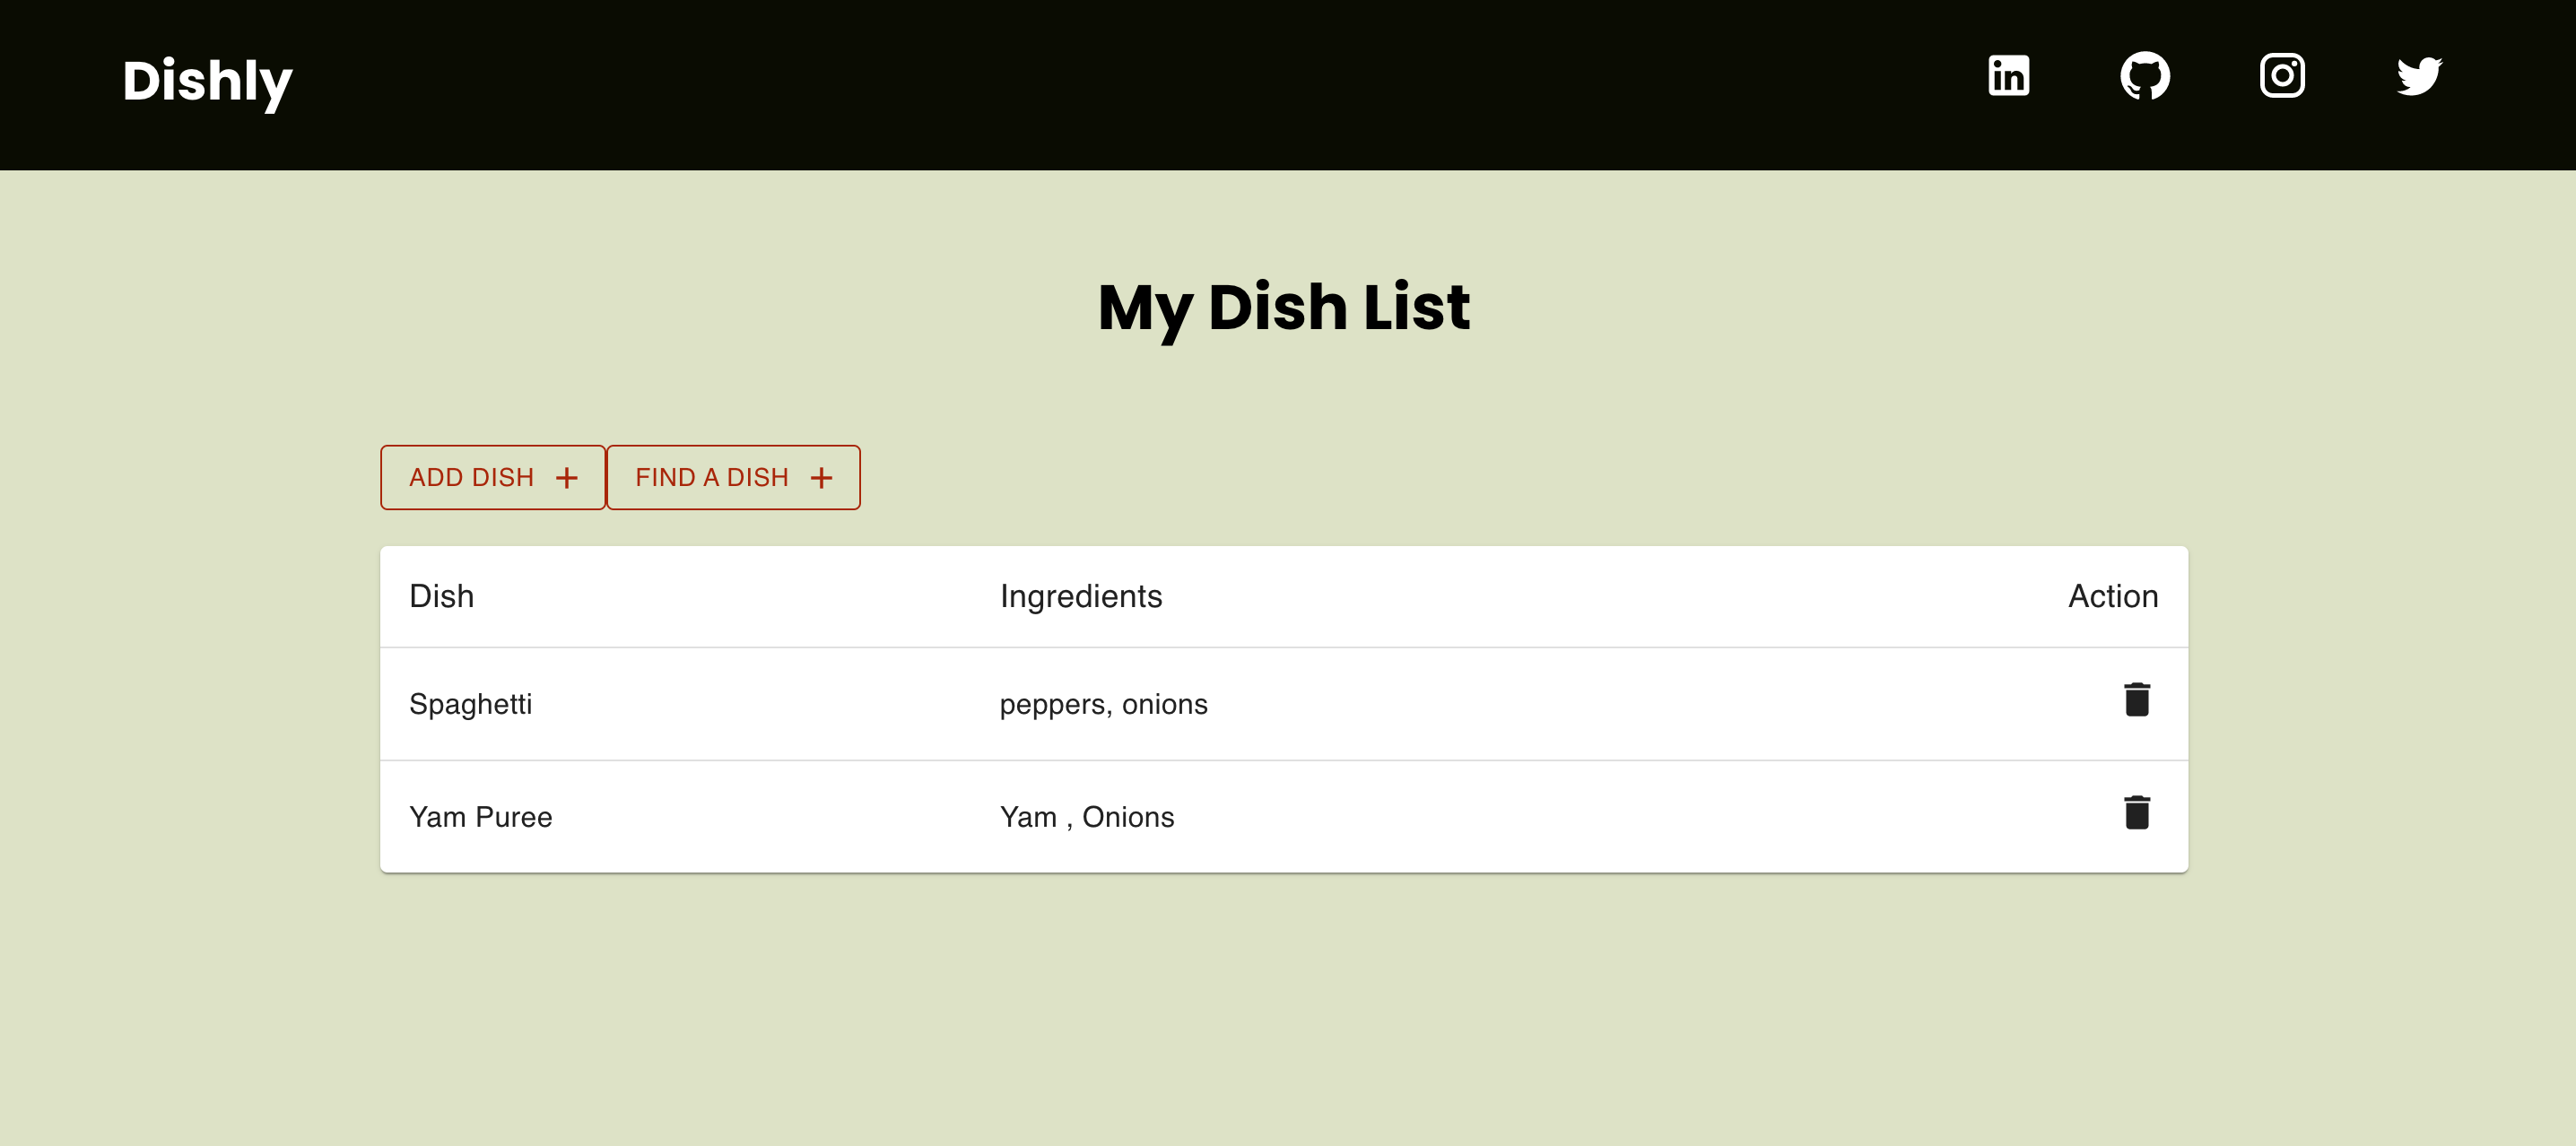 Dishly
My Dish List
ADD DISH + FIND A DISH +
Dish Ingredients Action
Spaghetti peppers, onions
Yam Puree Yam , Onions